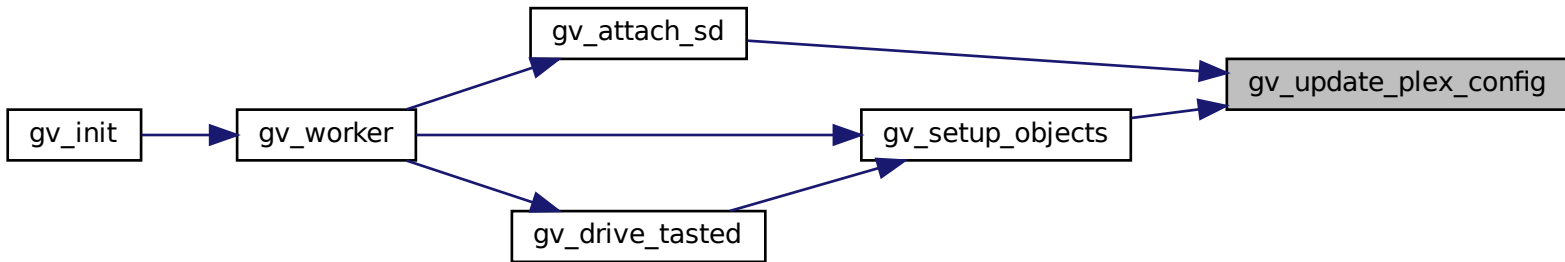 gv_attach_sd
gv_update_plex_config
gv_init
gv_worker
gv_setup_objects
gv_drive_tasted